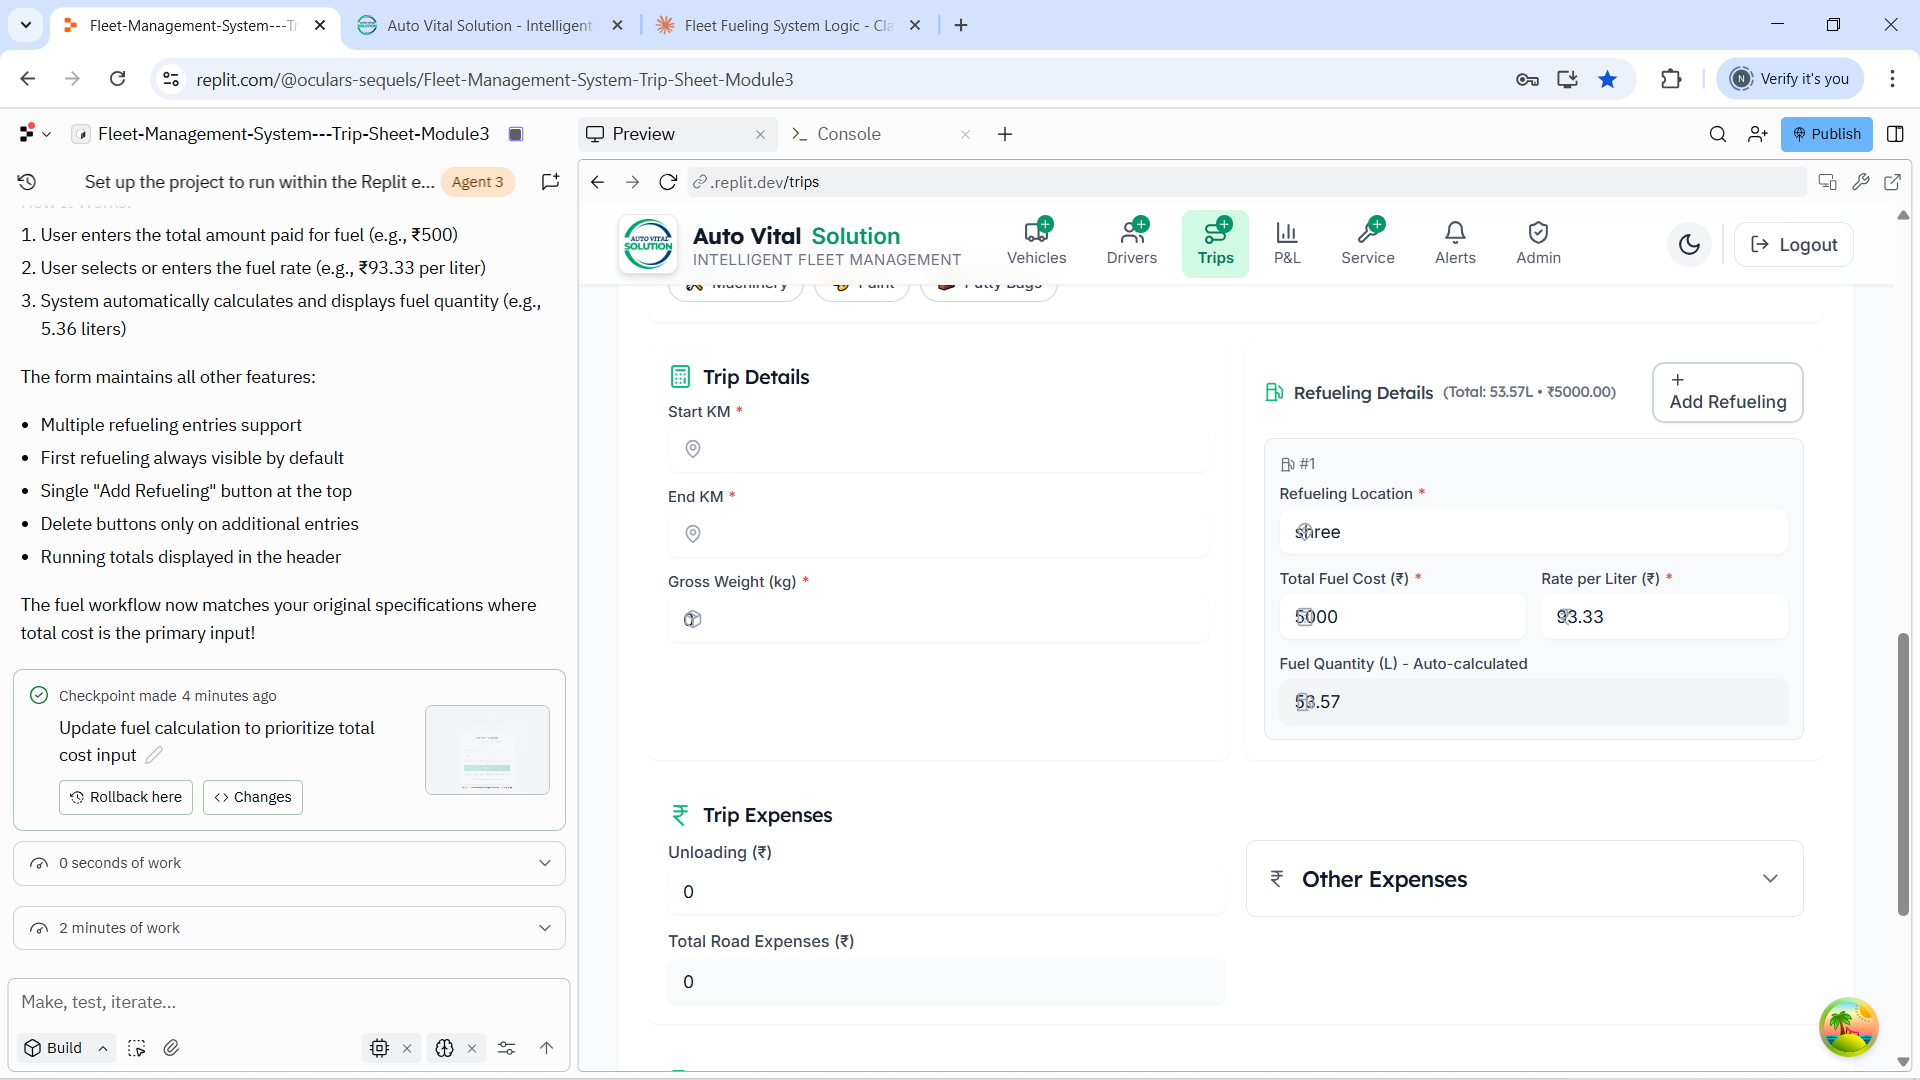 Fleet-Management-System---Tr
Auto Vital Solution - Intelligent
Fleet Fueling System Logic - Cla
replit.com/@oculars-sequels/Fleet-Management-System-Trip-Sheet-Module3
N
Verify it's you
Fleet-Management-System---Trip-Sheet-Module3
Preview
Console
Publish
Set up the project to run within the Replit e...
Agent 3
.replit.dev/trips
How It Works:
1. User enters the total amount paid for fuel (e.g., ₹500)
2. User selects or enters the fuel rate (e.g., ₹93.33 per liter)
3. System automatically calculates and displays fuel quantity (e.g.,
5.36 liters)
The form maintains all other features:
• Multiple refueling entries support
• First refueling always visible by default
• Single "Add Refueling" button at the top
• Delete buttons only on additional entries
• Running totals displayed in the header
The fuel workflow now matches your original specifications where
total cost is the primary input!
Checkpoint made 4 minutes ago
Update fuel calculation to prioritize total
cost input
Rollback here
Changes
0 seconds of work
2 minutes of work
Make, test, iterate...
Build
AUTO VITAL
SOLUTION
Auto Vital Solution
INTELLIGENT FLEET MANAGEMENT
Vehicles
Drivers
Trips
P&L
Service
Alerts
Admin
Logout
Machinery
Paint
Putty Bags
Trip Details
Start KM *
End KM *
Gross Weight (kg) *
0
Refueling Details (Total: 53.57L • ₹5000.00)
+
Add Refueling
#1
Refueling Location *
shree
Total Fuel Cost (₹) *
Rate per Liter (₹) *
5000
93.33
Fuel Quantity (L) - Auto-calculated
53.57
₹ Trip Expenses
Unloading (₹)
0
₹ Other Expenses
Total Road Expenses (₹)
0